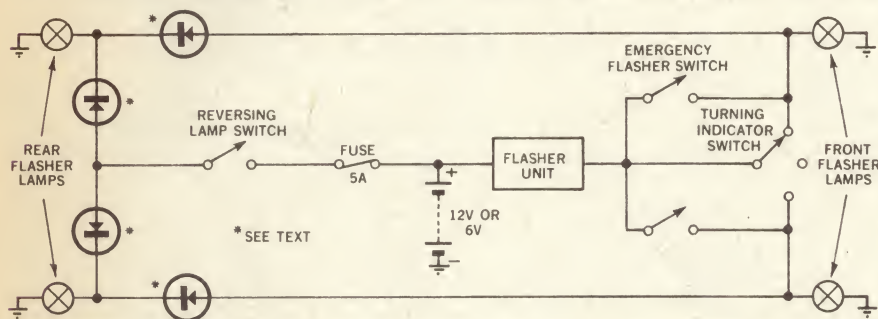 *
EMERGENCY
FLASHER SWITCH
*
REVERSING
LAMP SWITCH
TURNING
INDICATOR
SWITCH
REAR
FLASHER
LAMPS
FUSE
5A
+
FLASHER
UNIT
FRONT
FLASHER
LAMPS
*
*SEE TEXT
12V OR
6V
*
−